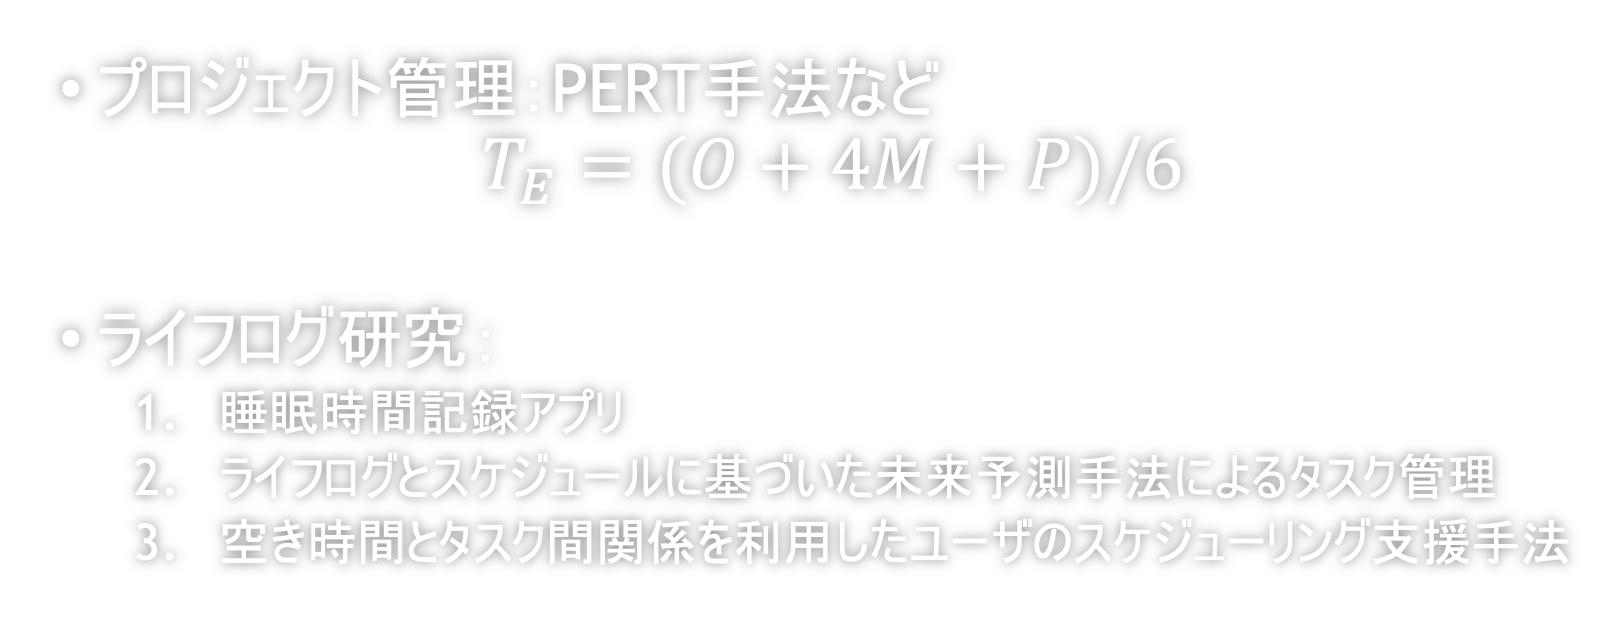 • プロジェクト管理：PERT手法など
T_E = (O + 4M + P)/6
• ライフログ研究：
1. 睡眠時間記録アプリ
2. ライフログとスケジュールに基づいた未来予測手法によるタスク管理
3. 空き時間とタスク間関係を利用したユーザのスケジューリング支援手法